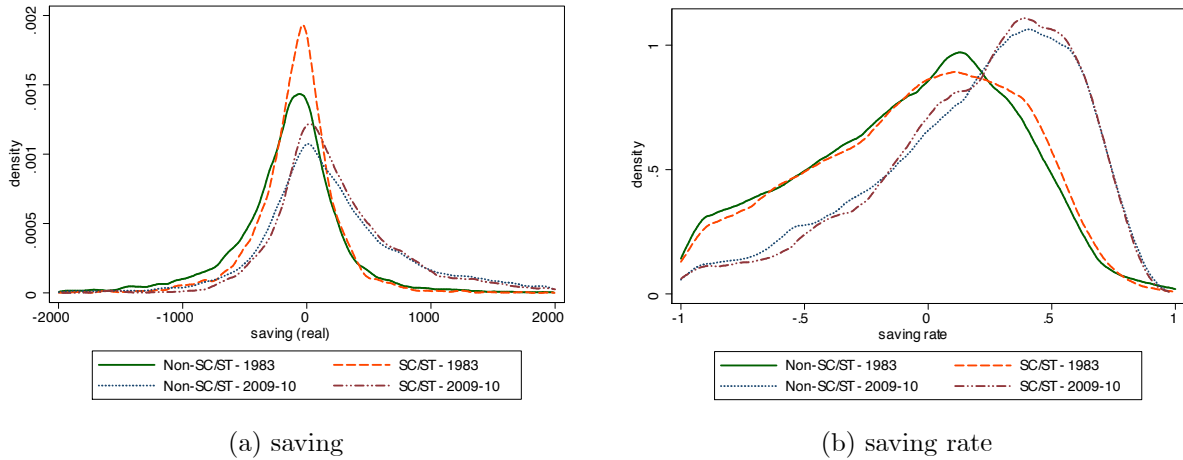 .002
.0015
.001
.0005
0
density
-2000
-1000
0
1000
2000
saving (real)
Non-SC/ST - 1983
SC/ST - 1983
Non-SC/ST - 2009-10
SC/ST - 2009-10
(a) saving
1
.5
0
density
-1
-.5
0
.5
1
saving rate
Non-SC/ST - 1983
SC/ST - 1983
Non-SC/ST - 2009-10
SC/ST - 2009-10
(b) saving rate